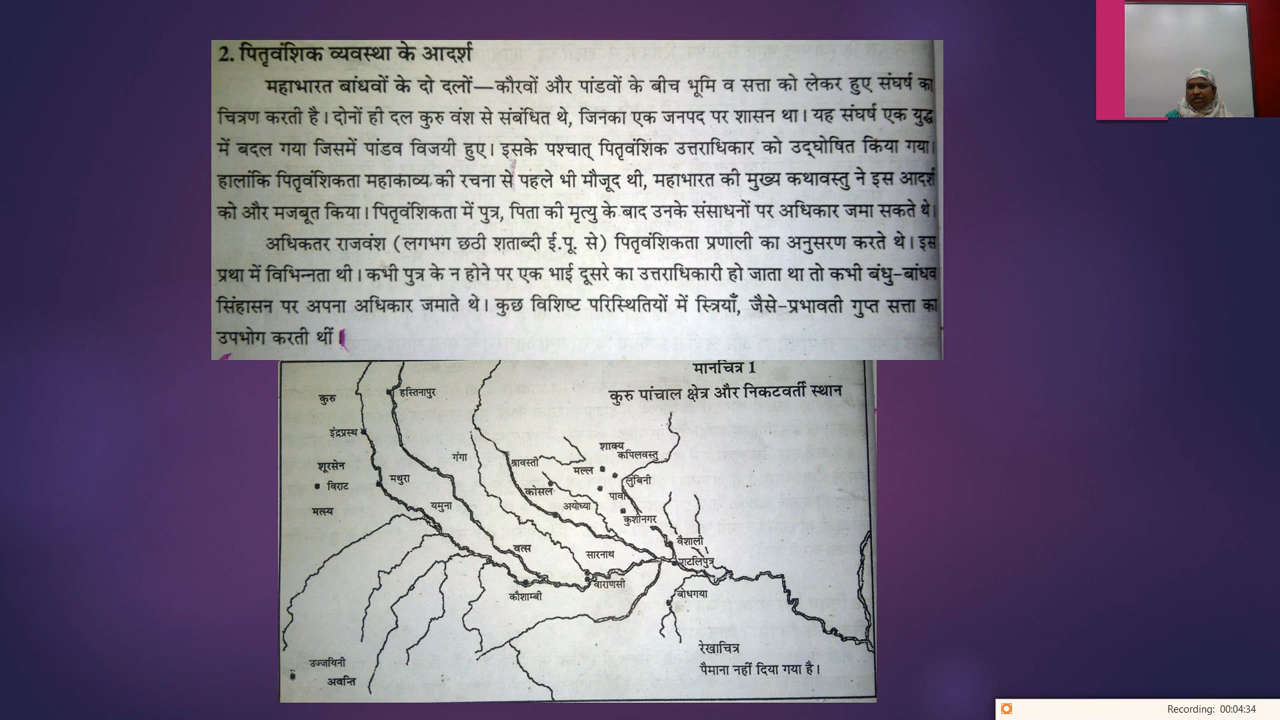 2. पितृवंशिक व्यवस्था के आदर्श
महाभारत बांधवों के दो दलों—कौरवों और पांडवों के बीच भूमि व सत्ता को लेकर हुए संघर्ष का
चित्रण करती है। दोनों ही दल कुरु वंश से संबंधित थे, जिनका एक जनपद पर शासन था। यह संघर्ष एक युद्ध
में बदल गया जिसमें पांडव विजयी हुए। इसके पश्चात् पितृवंशिक उत्तराधिकार को उद्घोषित किया गया।
हालांकि पितृवंशिकता महाकाव्य की रचना से पहले भी मौजूद थी, महाभारत की मुख्य कथावस्तु ने इस आदर्श
को और मजबूत किया। पितृवंशिकता में पुत्र, पिता की मृत्यु के बाद उनके संसाधनों पर अधिकार जमा सकते थे।
अधिकतर राजवंश (लगभग छठी शताब्दी ई.पू. से) पितृवंशिकता प्रणाली का अनुसरण करते थे। इस
प्रथा में विभिन्नता थी। कभी पुत्र के न होने पर एक भाई दूसरे का उत्तराधिकारी हो जाता था तो कभी बंधु-बांधव
सिंहासन पर अपना अधिकार जमाते थे। कुछ विशिष्ट परिस्थितियों में स्त्रियाँ, जैसे-प्रभावती गुप्त सत्ता का
उपभोग करती थीं।
मानचित्र 1
कुरु पांचाल क्षेत्र और निकटवर्ती स्थान
कुरु
हस्तिनापुर
इंद्रप्रस्थ
शूरसेन
विराट
मथुरा
मत्स्य
यमुना
गंगा
श्रावस्ती
शाक्य
कपिलवस्तु
मल्ल
लुंबिनी
कोसल
पावा
अयोध्या
कुशीनगर
वैशाली
वत्स
सारनाथ
पाटलिपुत्र
वाराणसी
कौशाम्बी
बोधगया
उज्जयिनी
अवन्ति
रेखाचित्र
पैमाना नहीं दिया गया है।
Recording: 00:04:34